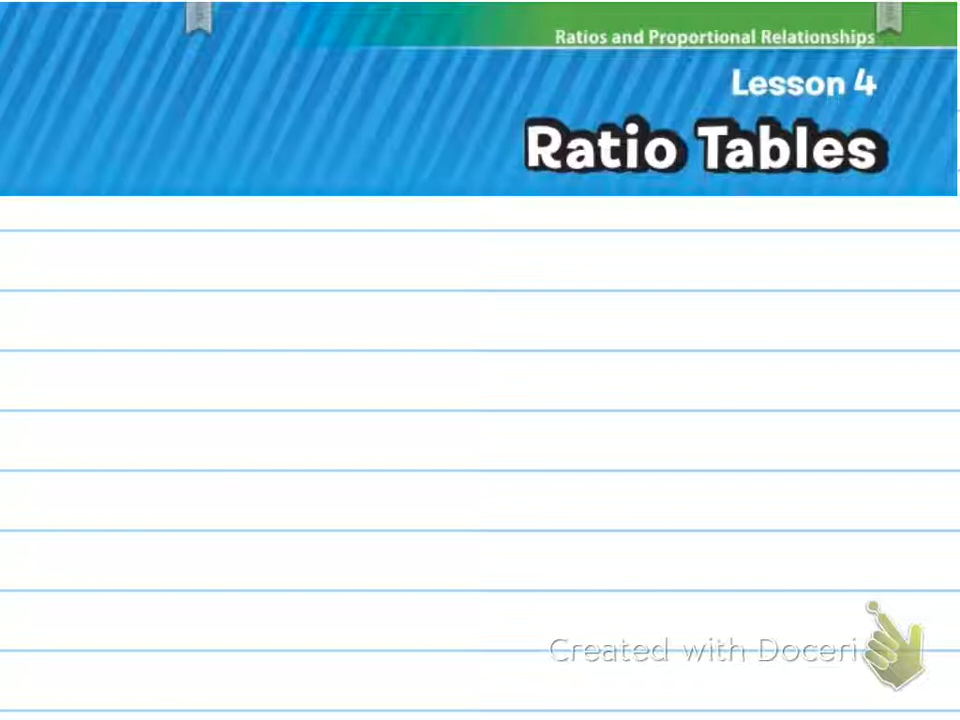 Ratios and Proportional Relationships
Lesson 4
Ratio Tables
Created with Doceri